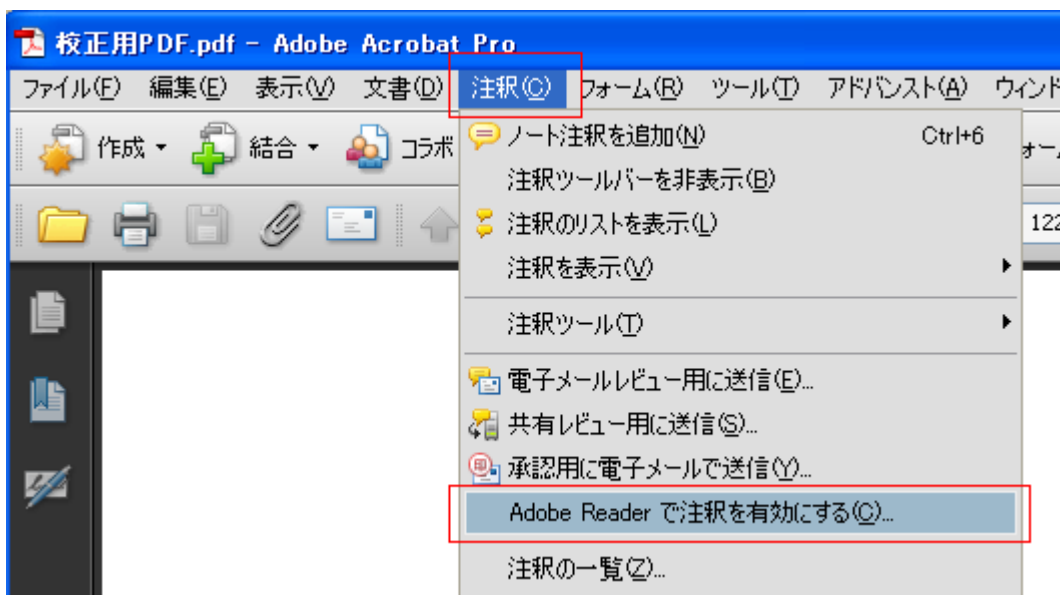 校正用PDF.pdf - Adobe Acrobat Pro
ファイル(F) 編集(E) 表示(V) 文書(D) 注釈(C) フォーム(R) ツール(T) アドバンスト(A) ウィンド
作成 結合 コラボ
ノート注釈を追加(N) Ctrl+6
注釈ツールバーを非表示(B)
注釈のリストを表示(L)
122
注釈を表示(V)
注釈ツール(T)
電子メールレビュー用に送信(E)...
共有レビュー用に送信(S)...
承認用に電子メールで送信(Y)...
Adobe Reader で注釈を有効にする(C)...
注釈の一覧(Z)...